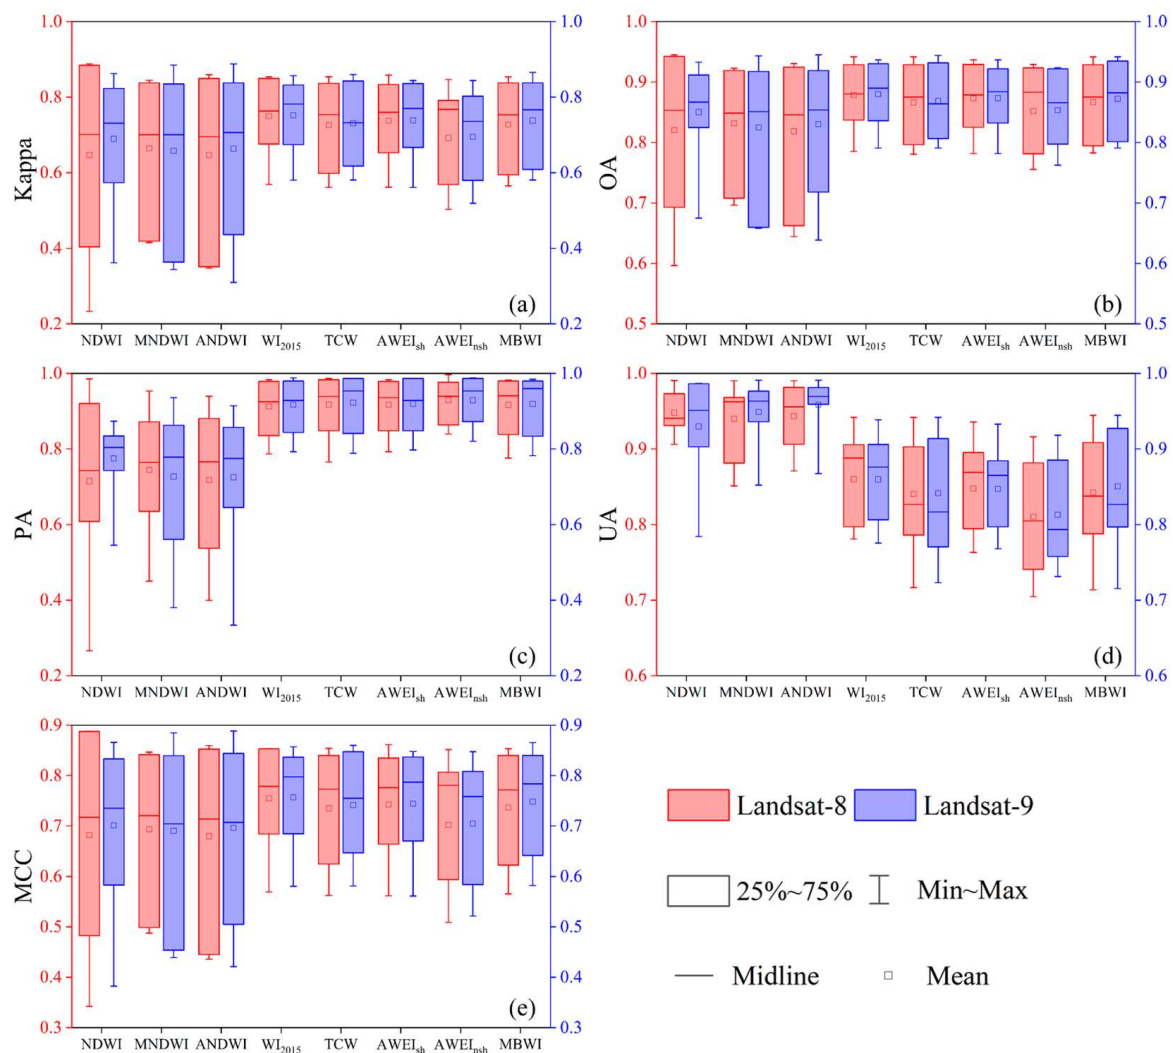 1.0 1.0 1.0 1.0
0.8 0.8 0.9 0.9
0.8 0.8
Kappa 0.6 0.6 OA
0.7 0.7
0.4 0.4
0.6 0.6
(a) (b)
0.2 0.2 0.5 0.5
NDWI MNDWI ANDWI WI2015 TCW AWEIsh AWEInsh MBWI NDWI MNDWI ANDWI WI2015 TCW AWEIsh AWEInsh MBWI
1.0 1.0 1.0 1.0
0.8 0.8 0.9 0.9
PA 0.6 0.6 UA 0.8 0.8
0.4 0.4 0.7 0.7
(c) (d)
0.2 0.2 0.6 0.6
NDWI MNDWI ANDWI WI2015 TCW AWEIsh AWEInsh MBWI NDWI MNDWI ANDWI WI2015 TCW AWEIsh AWEInsh MBWI
0.9 0.9
0.8 0.8
Landsat-8 Landsat-9
0.7 0.7
MCC 0.6 0.6
25%~75% Min~Max
0.5 0.5
0.4 0.4
Midline Mean
(e)
0.3 0.3
NDWI MNDWI ANDWI WI2015 TCW AWEIsh AWEInsh MBWI